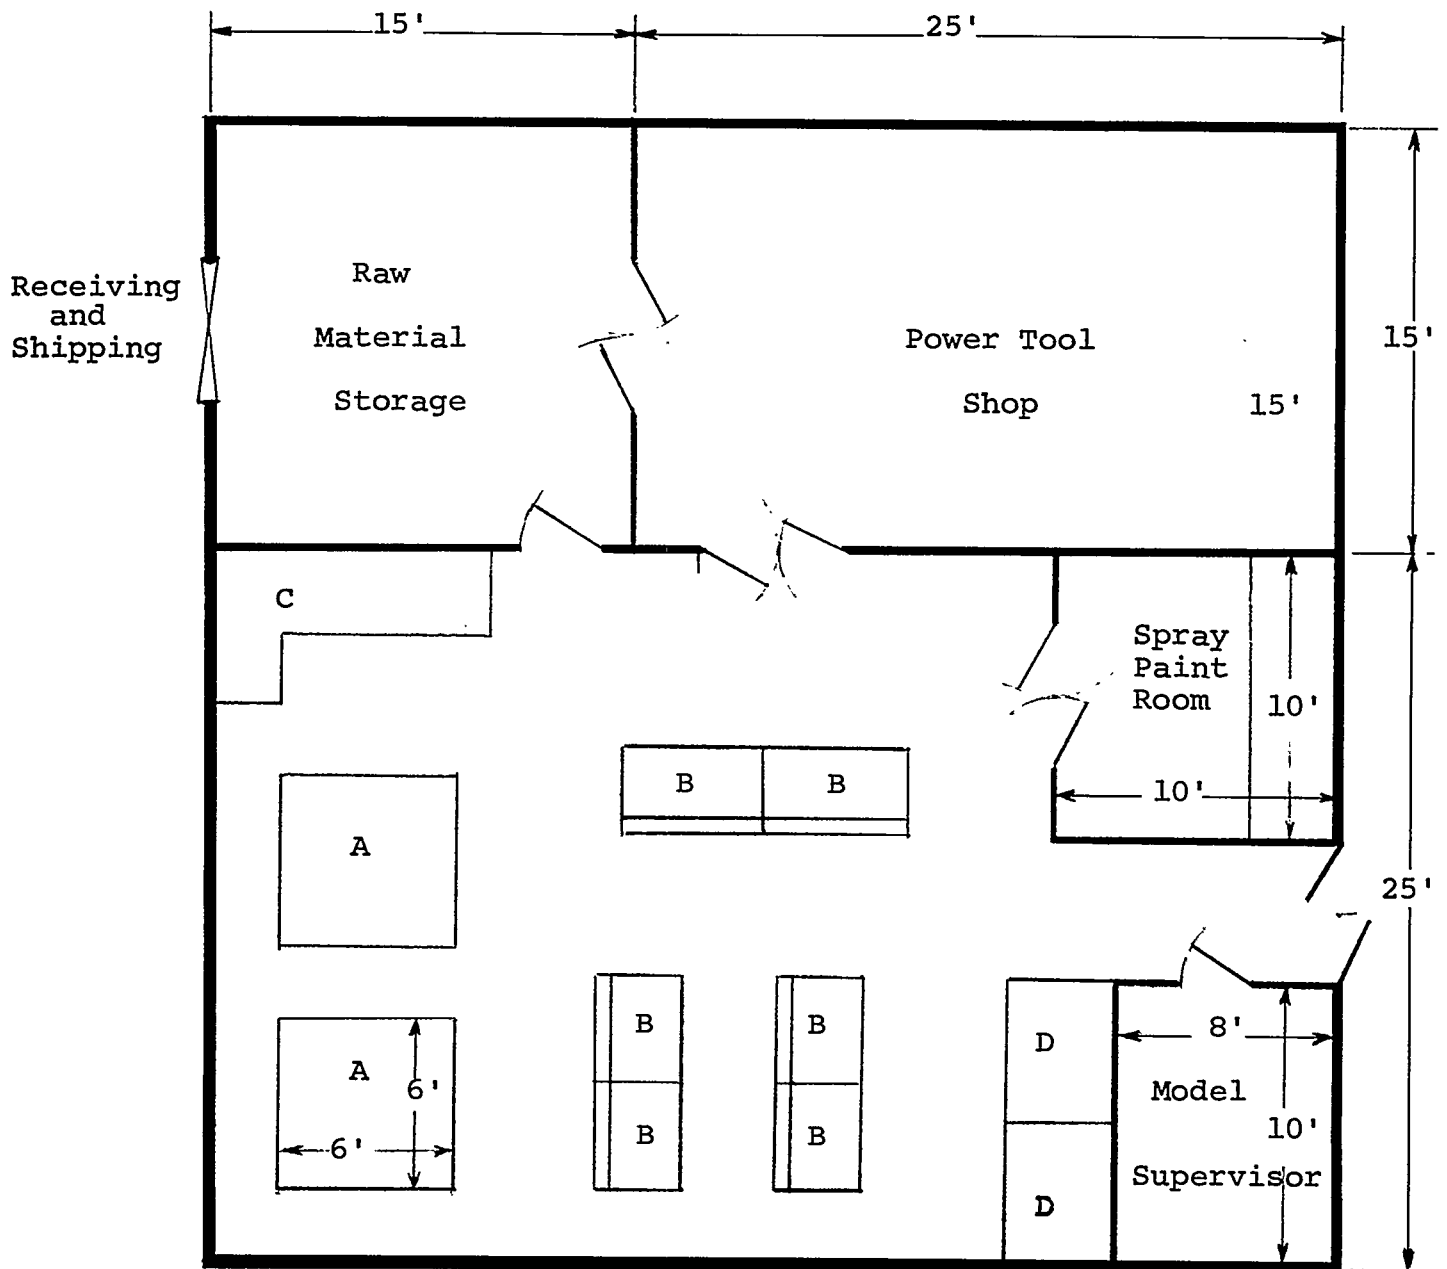 15'
25'
Receiving
and
Shipping
Raw
Material
Storage
Power Tool
Shop
15'
15'
C
Spray
Paint
Room
10'
10'
B
B
A
25'
A
6'
6'
B
B
B
B
D
D
8'
Model
10'
Supervisor